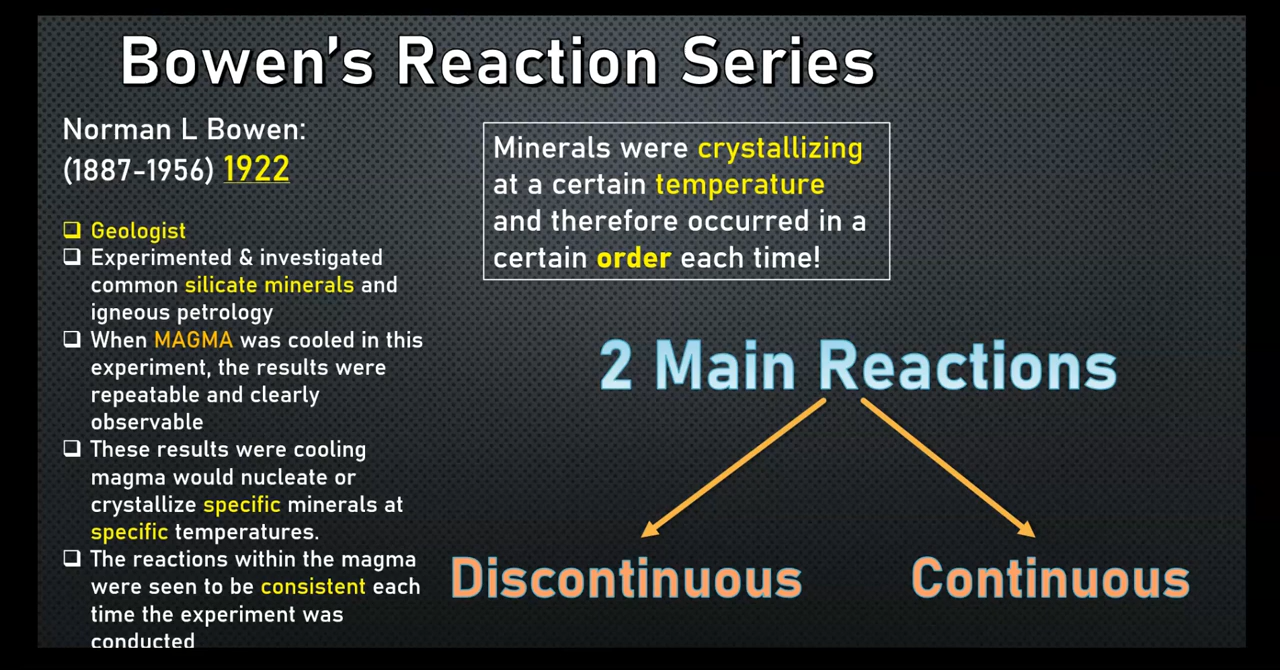 Bowen's Reaction Series
Norman L Bowen:
(1887-1956) 1922
❑ Geologist
❑ Experimented & investigated
common silicate minerals and
igneous petrology
❑ When MAGMA was cooled in this
experiment, the results were
repeatable and clearly
observable
❑ These results were cooling
magma would nucleate or
crystallize specific minerals at
specific temperatures.
❑ The reactions within the magma
were seen to be consistent each
time the experiment was
conducted
Minerals were crystallizing
at a certain temperature
and therefore occurred in a
certain order each time!
2 Main Reactions
Discontinuous
Continuous